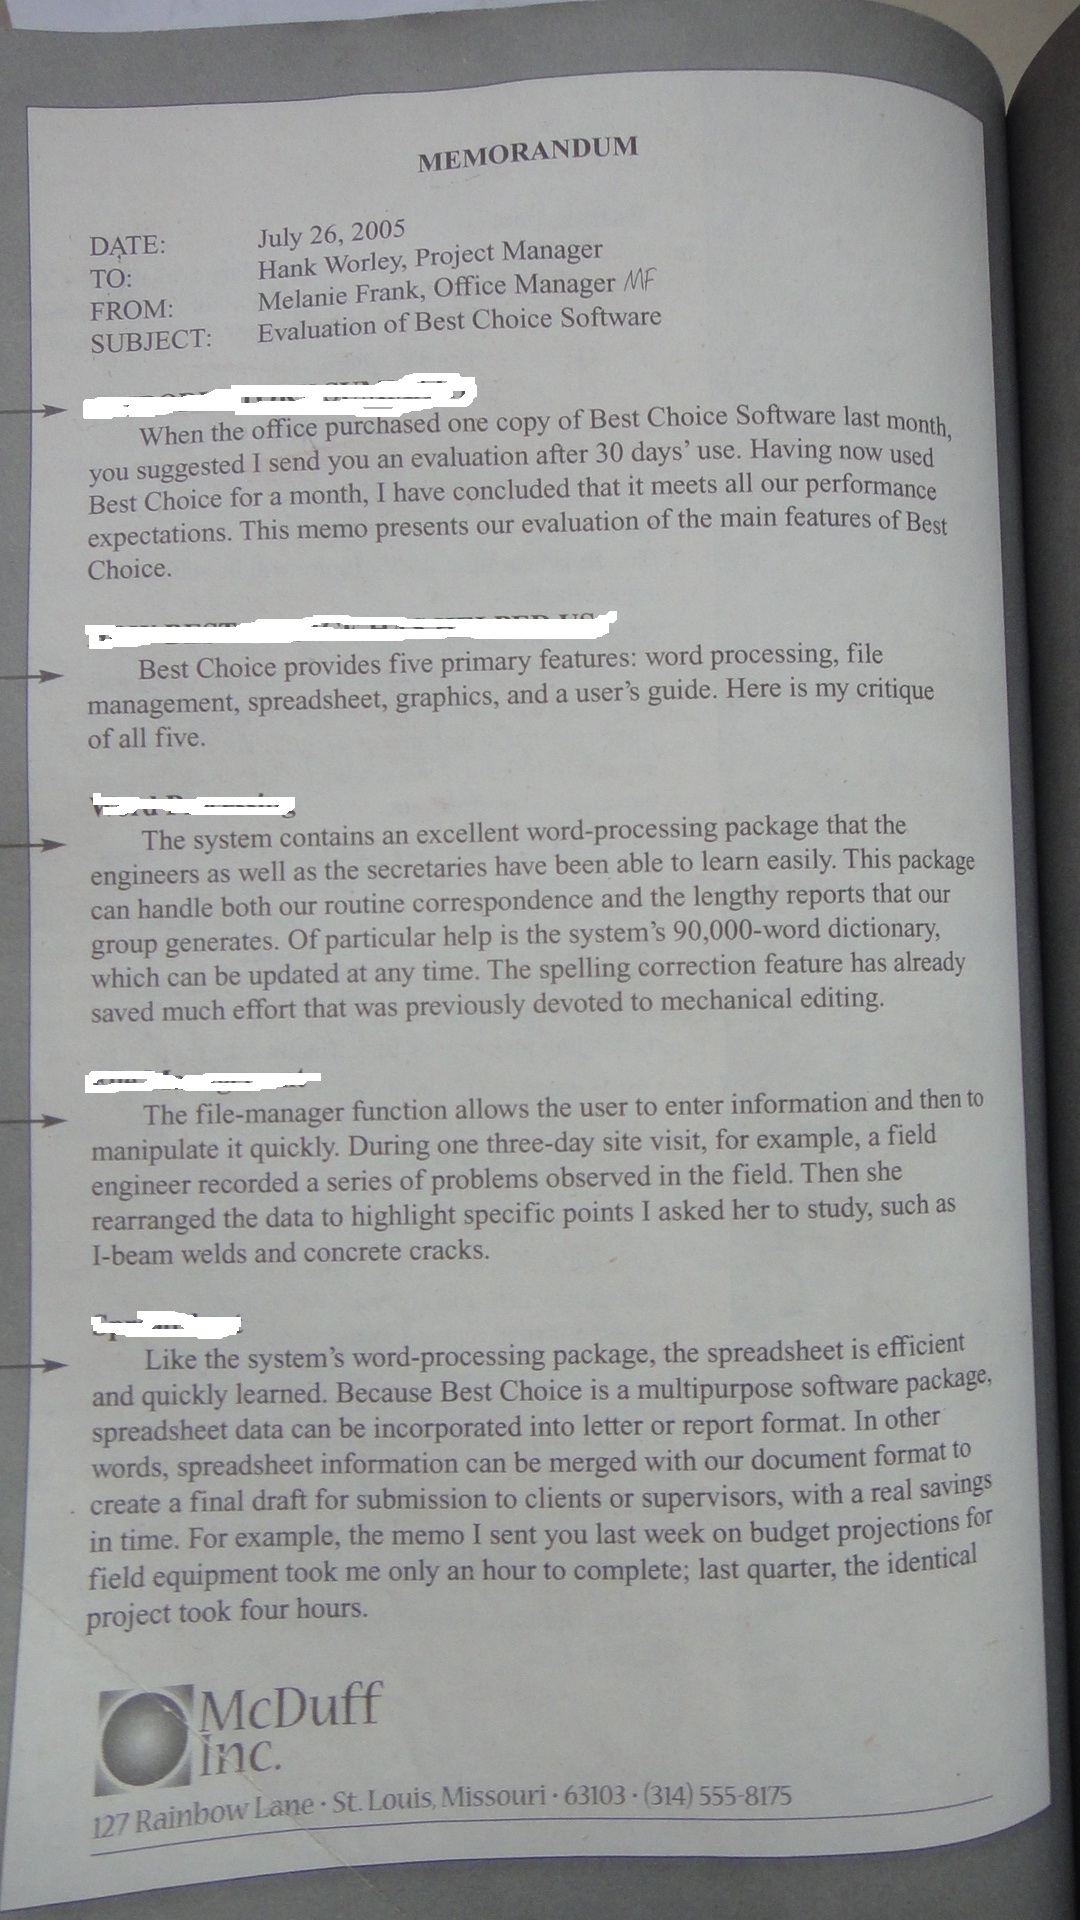 MEMORANDUM
DATE: July 26, 2005
TO: Hank Worley, Project Manager
FROM: Melanie Frank, Office Manager MF
SUBJECT: Evaluation of Best Choice Software
When the office purchased one copy of Best Choice Software last month,
you suggested I send you an evaluation after 30 days' use. Having now used
Best Choice for a month, I have concluded that it meets all our performance
expectations. This memo presents our evaluation of the main features of Best
Choice.
Best Choice provides five primary features: word processing, file
management, spreadsheet, graphics, and a user's guide. Here is my critique
of all five.
The system contains an excellent word-processing package that the
engineers as well as the secretaries have been able to learn easily. This package
can handle both our routine correspondence and the lengthy reports that our
group generates. Of particular help is the system's 90,000-word dictionary,
which can be updated at any time. The spelling correction feature has already
saved much effort that was previously devoted to mechanical editing.
The file-manager function allows the user to enter information and then to
manipulate it quickly. During one three-day site visit, for example, a field
engineer recorded a series of problems observed in the field. Then she
rearranged the data to highlight specific points I asked her to study, such as
I-beam welds and concrete cracks.
Like the system's word-processing package, the spreadsheet is efficient
and quickly learned. Because Best Choice is a multipurpose software package,
spreadsheet data can be incorporated into letter or report format. In other
words, spreadsheet information can be merged with our document format to
create a final draft for submission to clients or supervisors, with a real savings
in time. For example, the memo I sent you last week on budget projections for
field equipment took me only an hour to complete; last quarter, the identical
project took four hours.
McDuff
Inc.
127 Rainbow Lane · St. Louis, Missouri · 63103 · (314) 555-8175